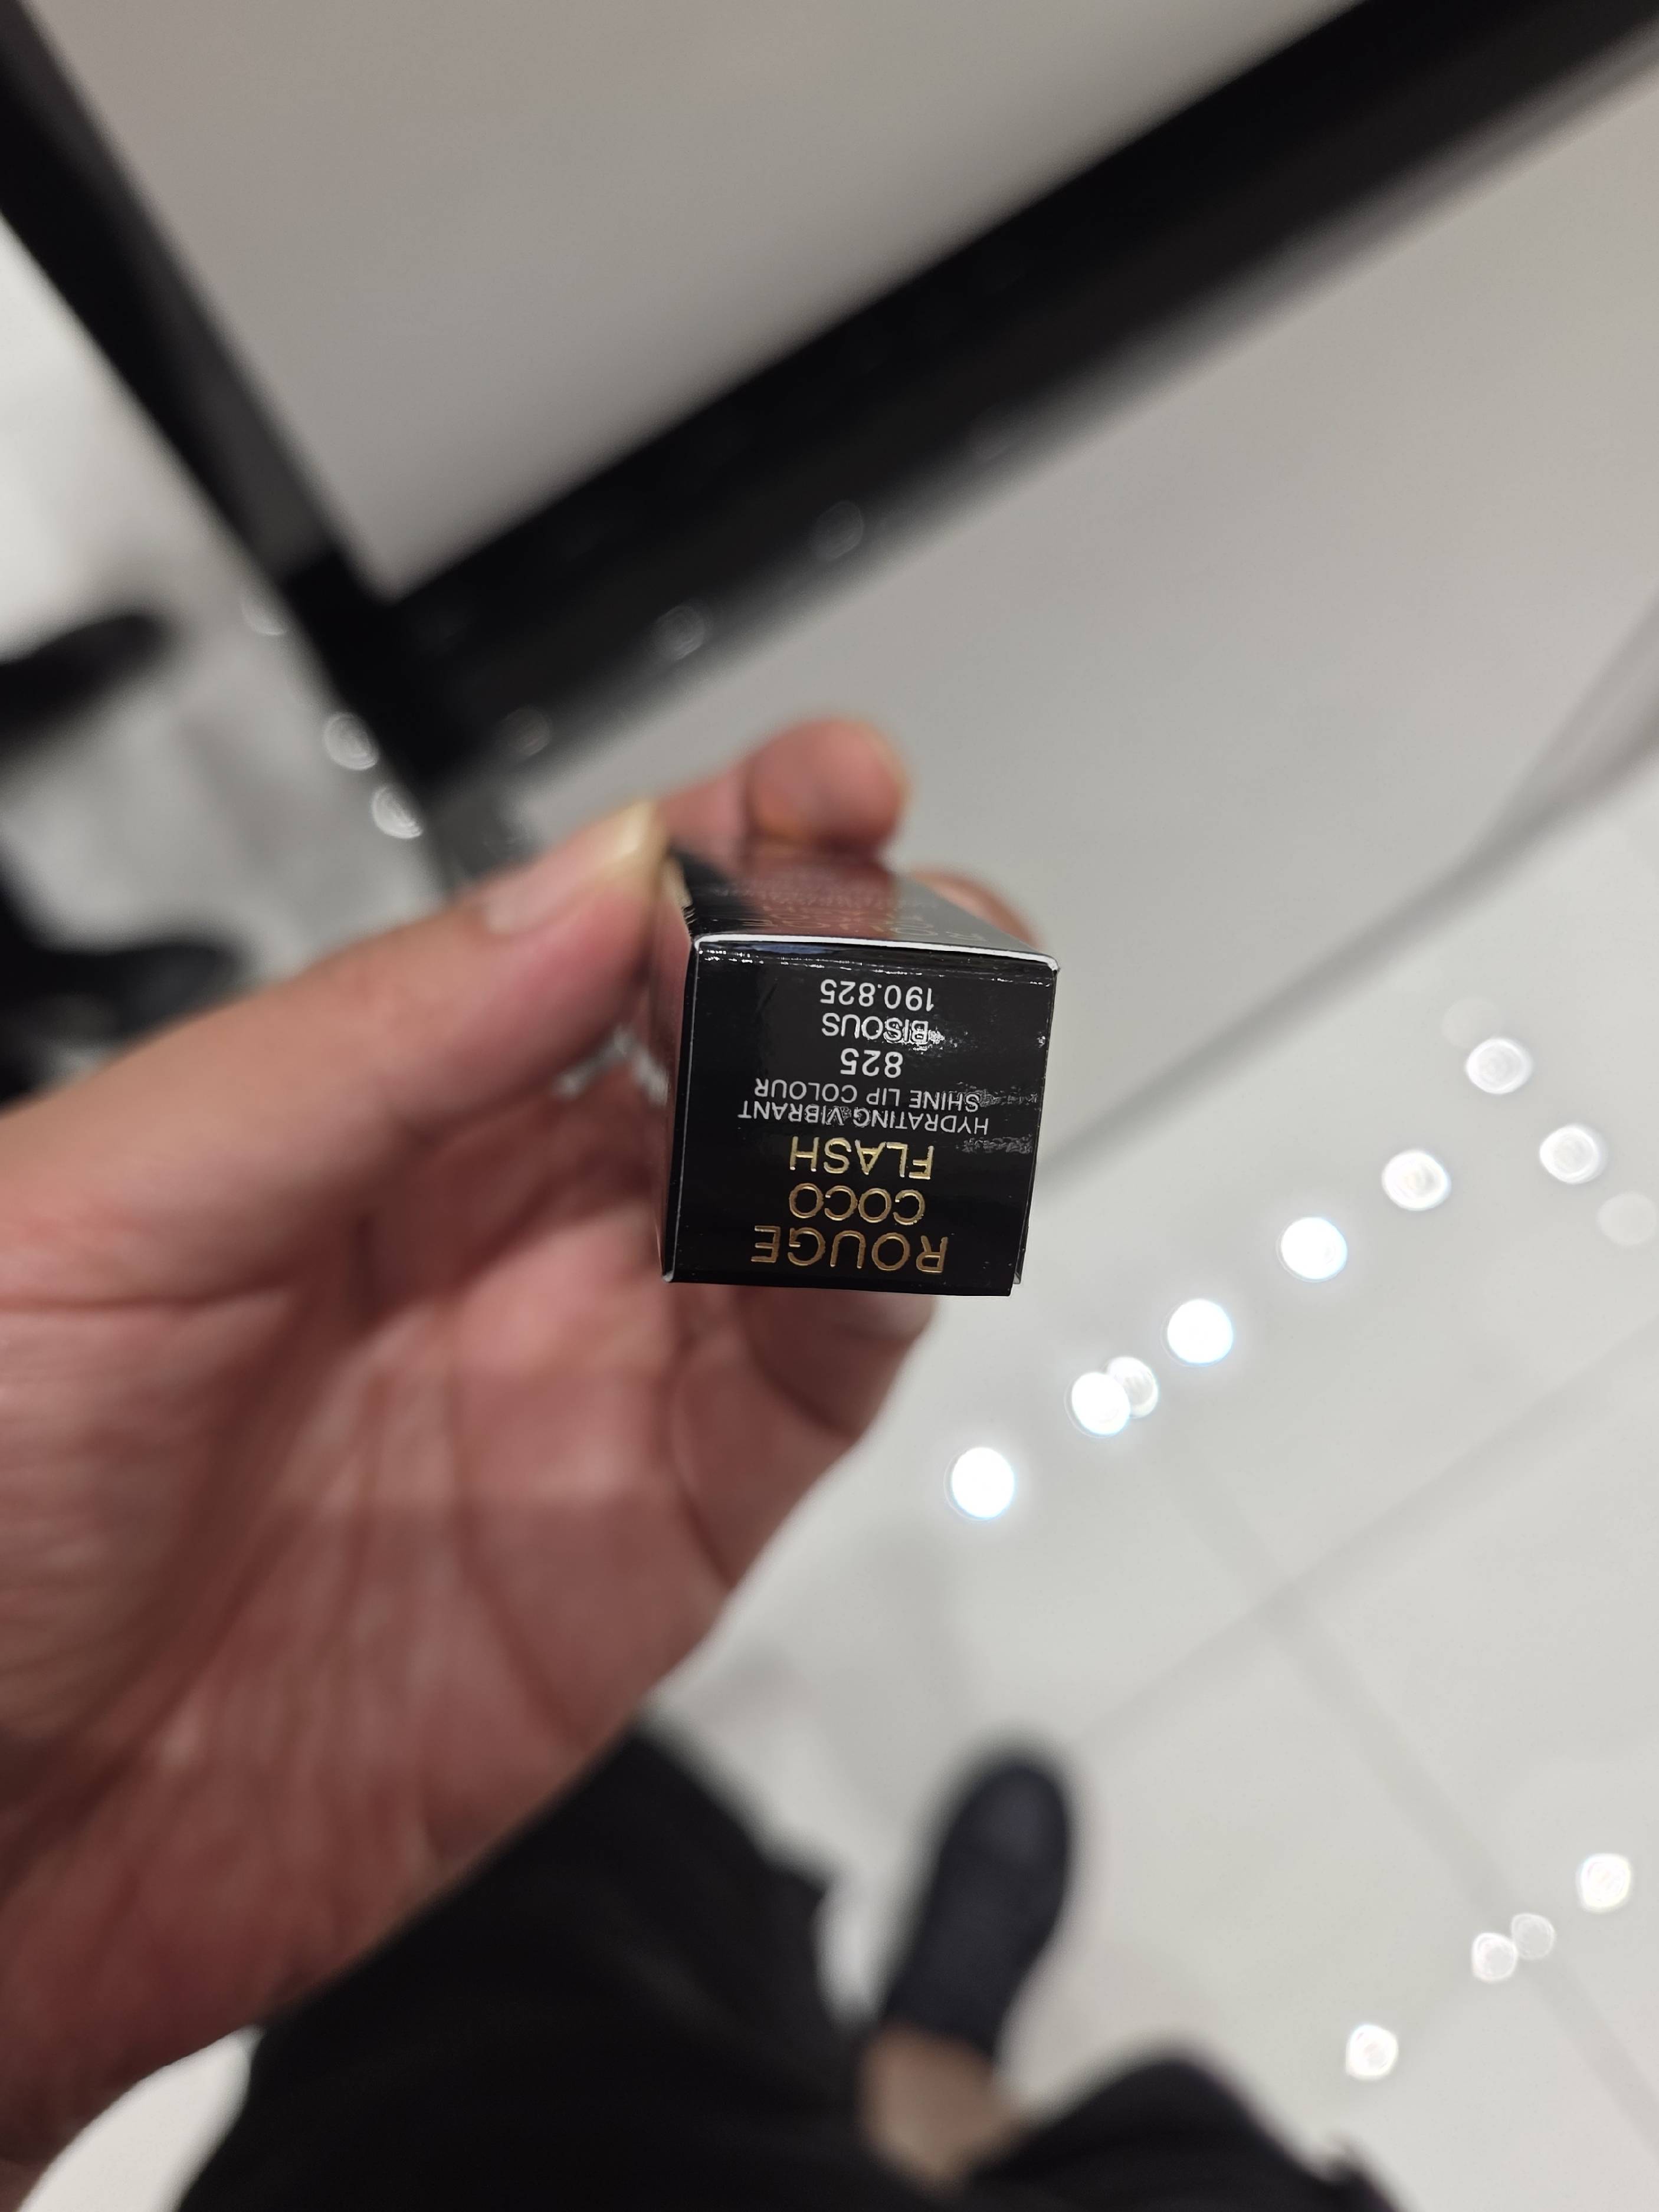 ROUGE
COCO
FLASH
HYDRATING VIBRANT
SHINE LIP COLOUR
825
BISOUS
190.825